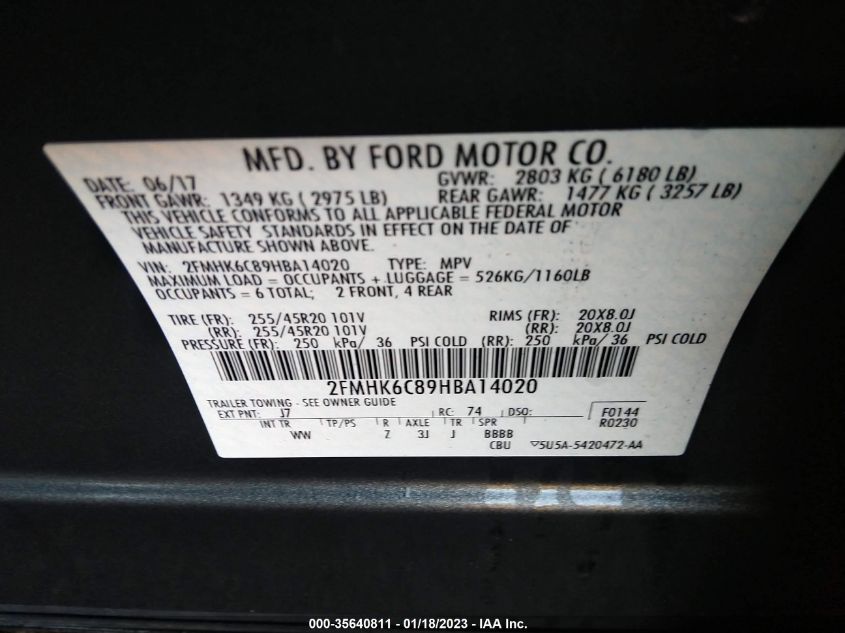 MFD. BY FORD MOTOR CO.
DATE: 06/17 GVWR: 2803 KG ( 6180 LB)
FRONT GAWR: 1349 KG ( 2975 LB) REAR GAWR: 1477 KG ( 3257 LB)
THIS VEHICLE CONFORMS TO ALL APPLICABLE FEDERAL MOTOR
VEHICLE SAFETY STANDARDS IN EFFECT ON THE DATE OF
MANUFACTURE SHOWN ABOVE.
VIN: 2FMHK6C89HBA14020 TYPE: MPV
MAXIMUM LOAD = OCCUPANTS + LUGGAGE = 526KG/1160LB
OCCUPANTS = 6 TOTAL; 2 FRONT, 4 REAR
TIRE (FR): 255/45R20 101V RIMS (FR): 20X8.0J
(RR): 255/45R20 101V (RR): 20X8.0J
PRESSURE (FR): 250 kPa/ 36 PSI COLD (RR): 250 kPa/ 36 PSI COLD
2FMHK6C89HBA14020
TRAILER TOWING - SEE OWNER GUIDE
EXT PNT: J7 RC: 74 DSO: F0144
INT TR TP/PS R AXLE TR SPR R0230
WW Z 3J J BBBB
CBU 5U5A-5420472-AA
000-35640811 - 01/18/2023 - IAA Inc.